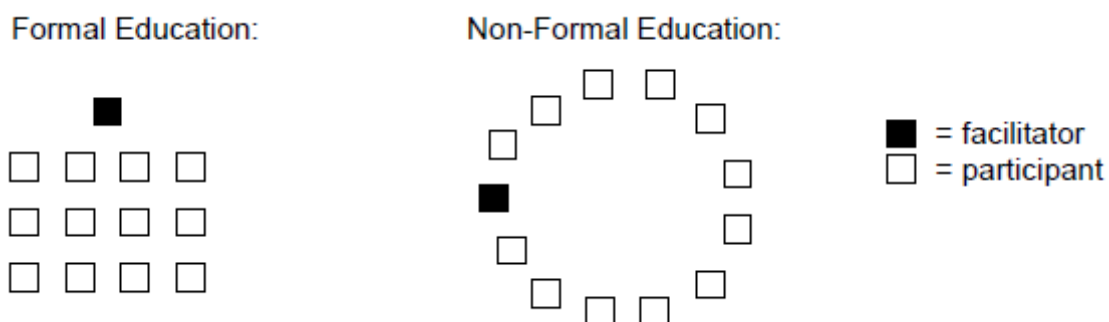 Formal Education:
Non-Formal Education:
= facilitator
= participant